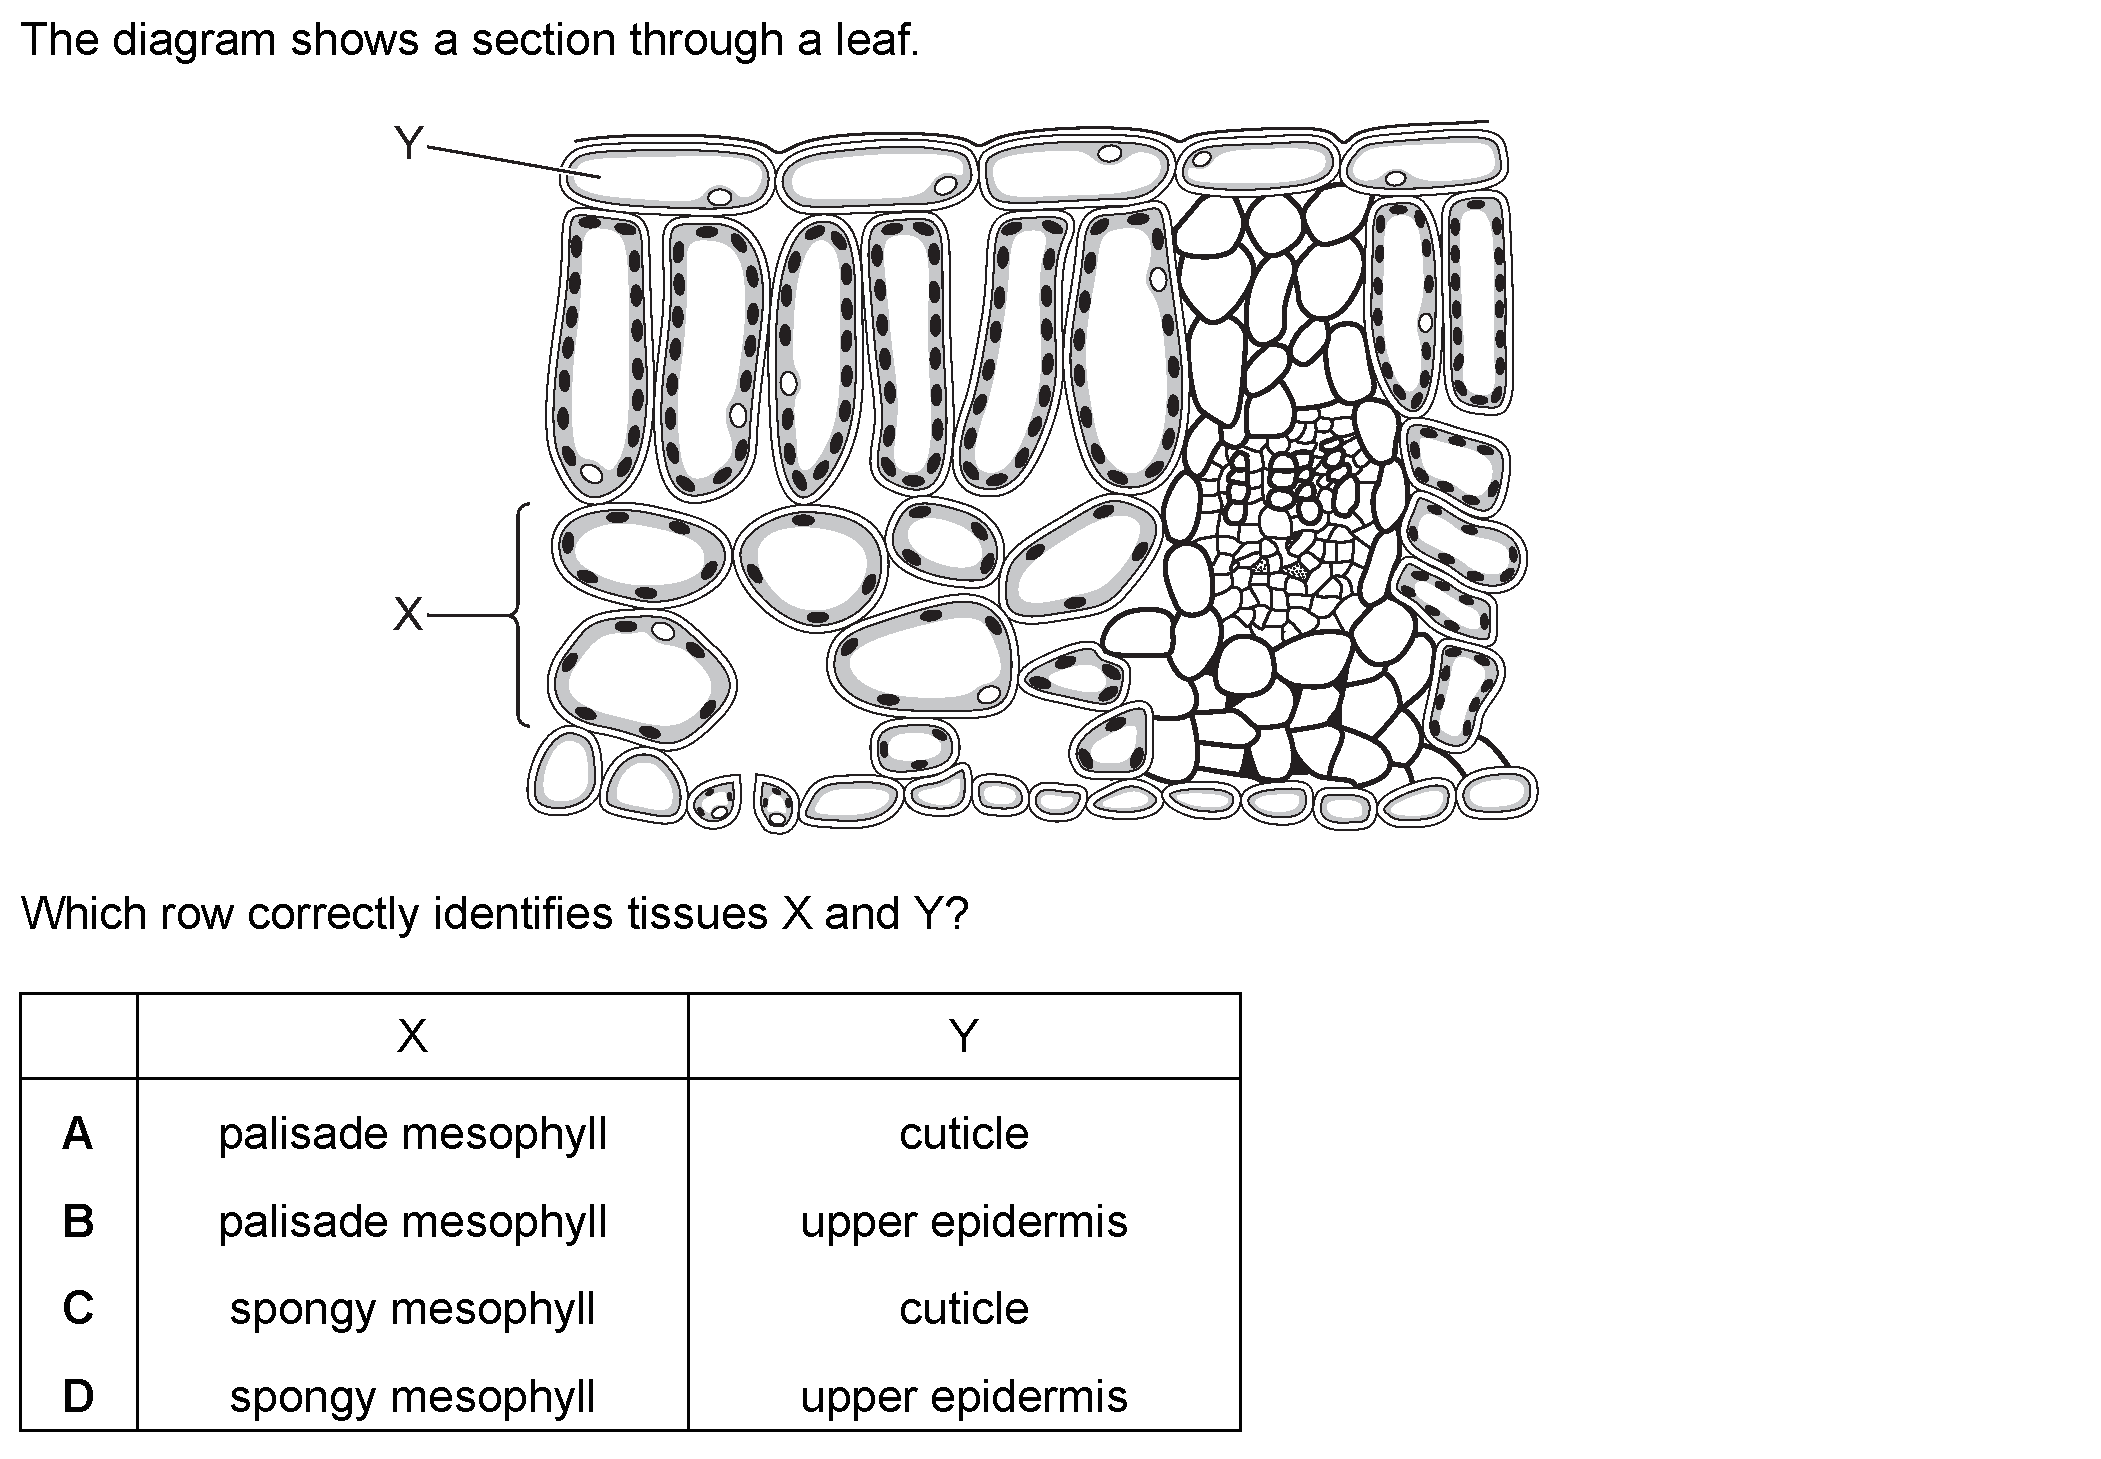 The diagram shows a section through a leaf.
Y
X
Which row correctly identifies tissues X and Y?
X Y
A palisade mesophyll cuticle
B palisade mesophyll upper epidermis
C spongy mesophyll cuticle
D spongy mesophyll upper epidermis